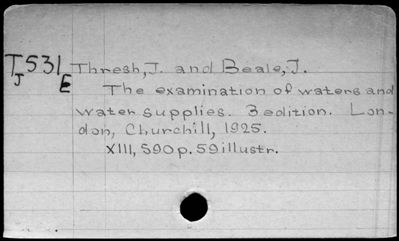 T531 Thresh, J. and Beale, J.
J E
The examination of waters and
water supplies. 3 edition. Lon-
don, Churchill, 1925.
XIII, 590 p. 59 illustr.